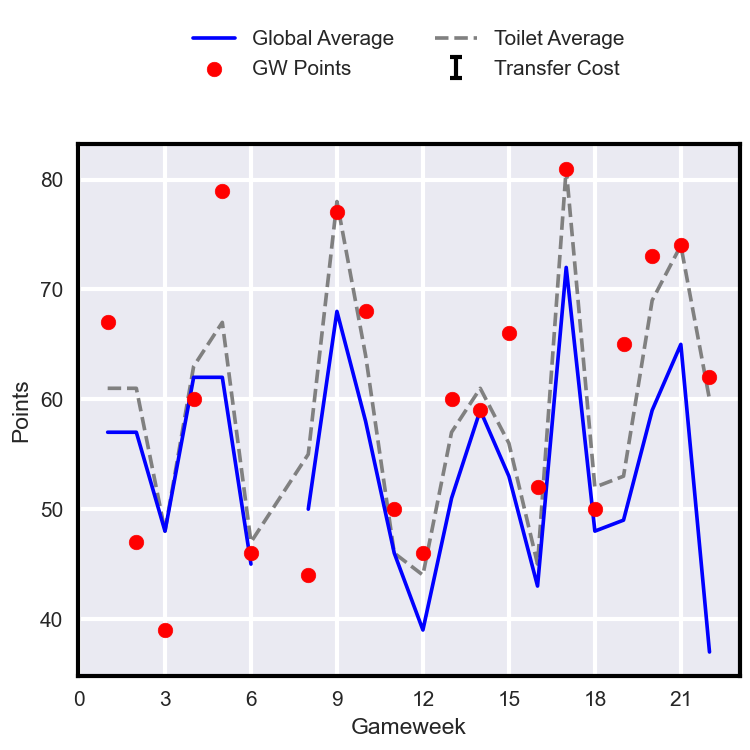 Global Average
Toilet Average
GW Points
Transfer Cost
80
70
60
50
40
Points
0 3 6 9 12 15 18 21
Gameweek